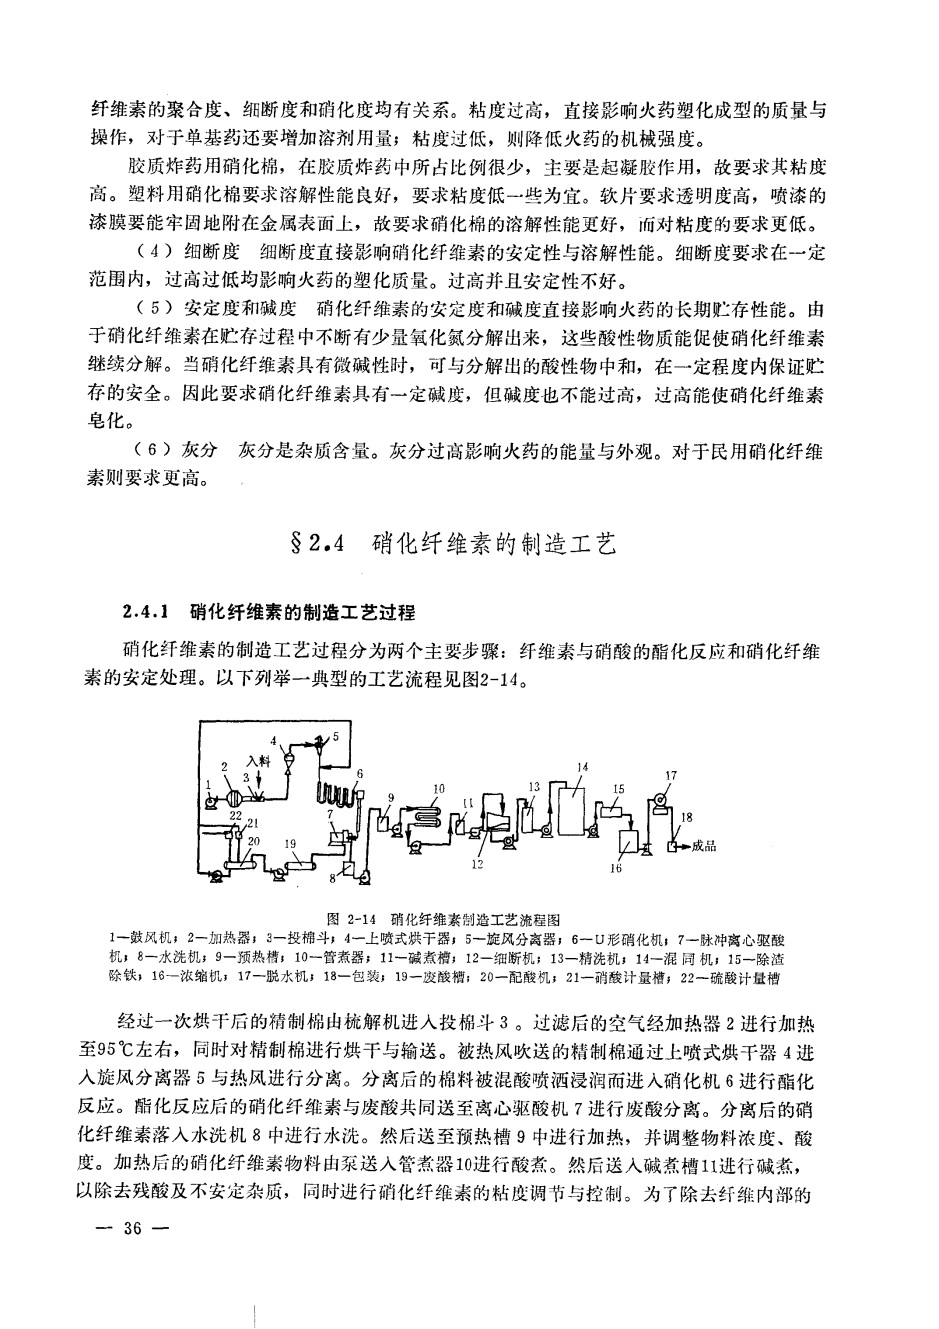 纤维素的聚合度、细断度和硝化度均有关系。粘度过高，直接影响火药塑化成型的质量与
操作，对于单基药还要增加溶剂用量；粘度过低，则降低火药的机械强度。
胶质炸药用硝化棉，在胶质炸药中所占比例很少，主要是起凝胶作用，故要求其粘度
高。塑料用硝化棉要求溶解性能良好，要求粘度低一些为宜。软片要求透明度高，喷漆的
漆膜要能牢固地附在金属表面上，故要求硝化棉的溶解性能更好，而对粘度的要求更低。
（4）细断度　细断度直接影响硝化纤维素的安定性与溶解性能。细断度要求在一定
范围内，过高过低均影响火药的塑化质量。过高并且安定性不好。
（5）安定度和碱度　硝化纤维素的安定度和碱度直接影响火药的长期贮存性能。由
于硝化纤维素在贮存过程中不断有少量氧化氮分解出来，这些酸性物质能促使硝化纤维素
继续分解。当硝化纤维素具有微碱性时，可与分解出的酸性物中和，在一定程度内保证贮
存的安全。因此要求硝化纤维素具有一定碱度，但碱度也不能过高，过高能使硝化纤维素
皂化。
（6）灰分　灰分是杂质含量。灰分过高影响火药的能量与外观。对于民用硝化纤维
素则要求更高。
§2.4　硝化纤维素的制造工艺
2.4.1　硝化纤维素的制造工艺过程
硝化纤维素的制造工艺过程分为两个主要步骤：纤维素与硝酸的酯化反应和硝化纤维
素的安定处理。以下列举一典型的工艺流程见图2-14。
1
2
入料
3
4
5
6
7
8
9
10
11
12
13
14
15
16
17
18
成品
22
21
20
19
图 2-14　硝化纤维素制造工艺流程图
1—鼓风机；2—加热器；3—投棉斗；4—上喷式烘干器；5—旋风分离器；6—U形硝化机；7—脉冲离心驱酸
机；8—水洗机；9—预热槽；10—管煮器；11—碱煮槽；12—细断机；13—精洗机；14—混同机；15—除渣
除铁；16—浓缩机；17—脱水机；18—包装；19—废酸槽；20—配酸机；21—硝酸计量槽；22—硫酸计量槽
经过一次烘干后的精制棉由梳解机进入投棉斗3。过滤后的空气经加热器2进行加热
至95℃左右，同时对精制棉进行烘干与输送。被热风吹送的精制棉通过上喷式烘干器4进
入旋风分离器5与热风进行分离。分离后的棉料被混酸喷洒浸润而进入硝化机6进行酯化
反应。酯化反应后的硝化纤维素与废酸共同送至离心驱酸机7进行废酸分离。分离后的硝
化纤维素落入水洗机8中进行水洗。然后送至预热槽9中进行加热，并调整物料浓度、酸
度。加热后的硝化纤维素物料由泵送入管煮器10进行酸煮。然后送入碱煮槽11进行碱煮，
以除去残酸及不安定杂质，同时进行硝化纤维素的粘度调节与控制。为了除去纤维内部的
— 36 —